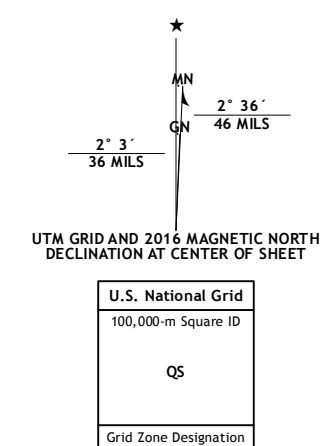 ★
MN
GN
2° 36´
46 MILS
2° 3´
36 MILS
UTM GRID AND 2016 MAGNETIC NORTH
DECLINATION AT CENTER OF SHEET
U.S. National Grid
100,000-m Square ID
QS
Grid Zone Designation